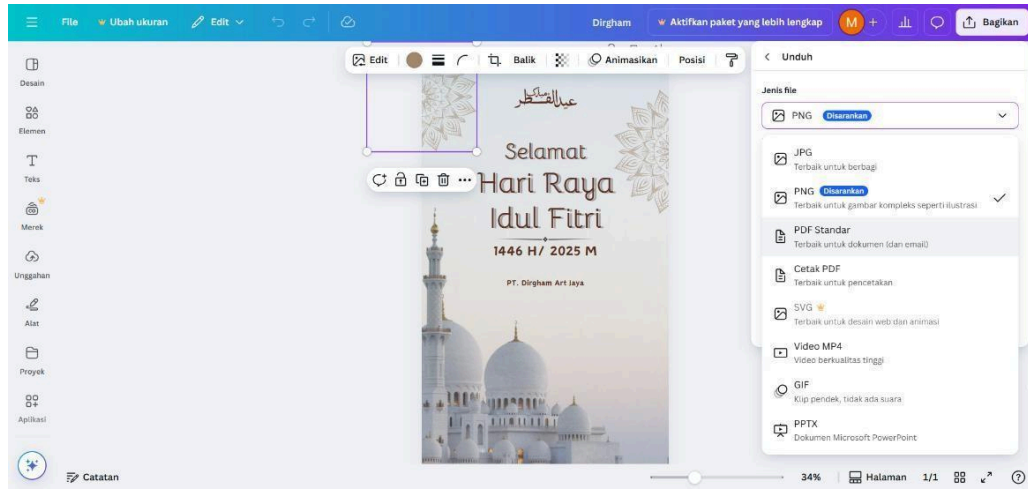 File
Ubah ukuran
Edit
Dirgham
Aktifkan paket yang lebih lengkap
M
+
Bagikan
Desain
Elemen
Teks
Merek
Unggahan
Alat
Proyek
Aplikasi
Edit
Balik
Animasikan
Posisi
Selamat
Hari Raya
Idul Fitri
1446 H/ 2025 M
PT. Dirgham Art Jaya
Unduh
Jenis file
PNG Disarankan
JPG
Terbaik untuk berbagi
PNG Disarankan
Terbaik untuk gambar kompleks seperti ilustrasi
PDF Standar
Terbaik untuk dokumen (dan email)
Cetak PDF
Terbaik untuk pencetakan
SVG
Terbaik untuk desain web dan animasi
Video MP4
Video berkualitas tinggi
GIF
Klip pendek, tidak ada suara
PPTX
Dokumen Microsoft PowerPoint
Catatan
34%
Halaman
1/1